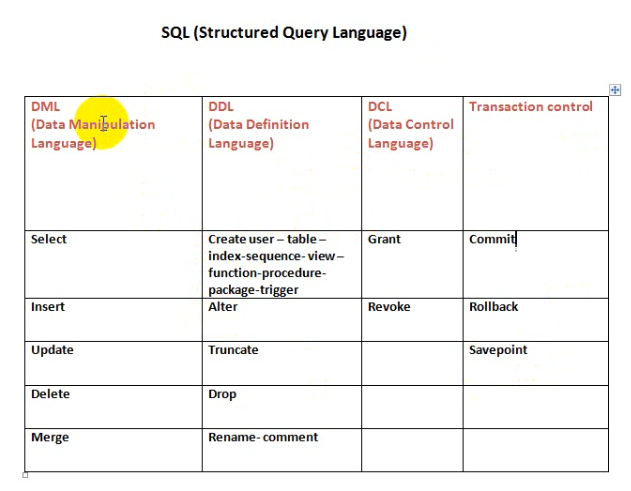 SQL (Structured Query Language)
DML
(Data Manipulation
Language)
DDL
(Data Definition
Language)
DCL
(Data Control
Language)
Transaction control
Select
Create user – table –
index-sequence- view –
function-procedure-
package-trigger
Grant
Commit
Insert
Alter
Revoke
Rollback
Update
Truncate
Savepoint
Delete
Drop
Merge
Rename- comment